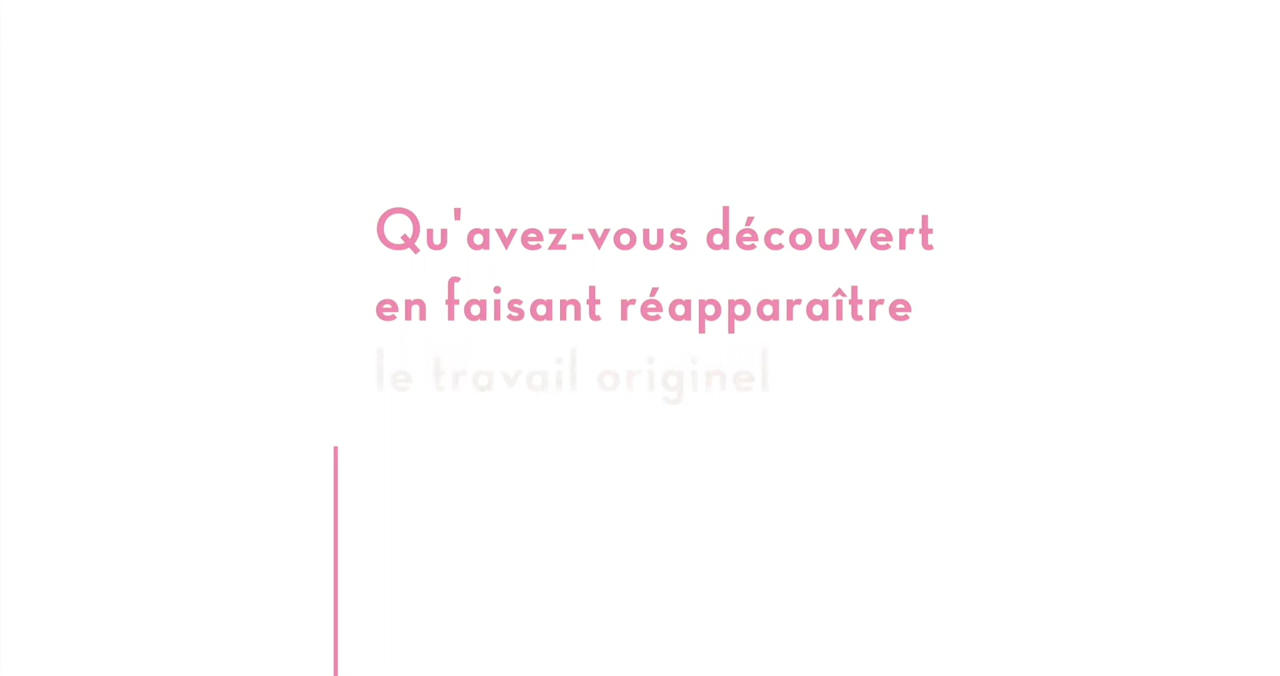 Qu'avez-vous découvert
en faisant réapparaître
le travail originel